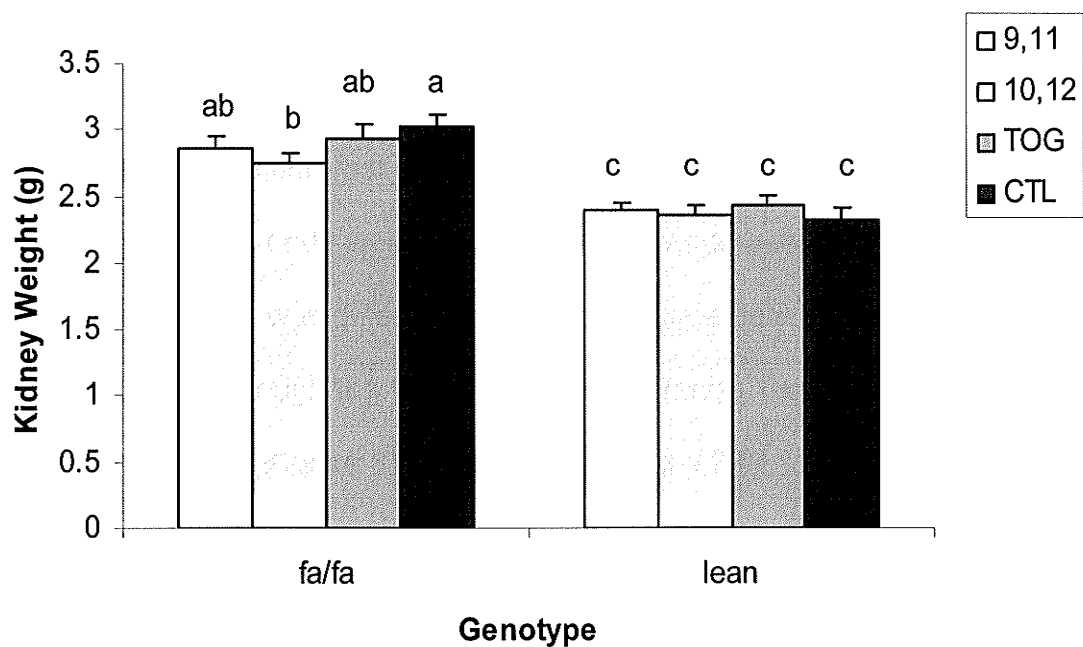 9,11
10,12
TOG
CTL
Kidney Weight (g)
3.5
3
2.5
2
1.5
1
0.5
0
ab
b
ab
a
c
c
c
c
fa/fa
lean
Genotype